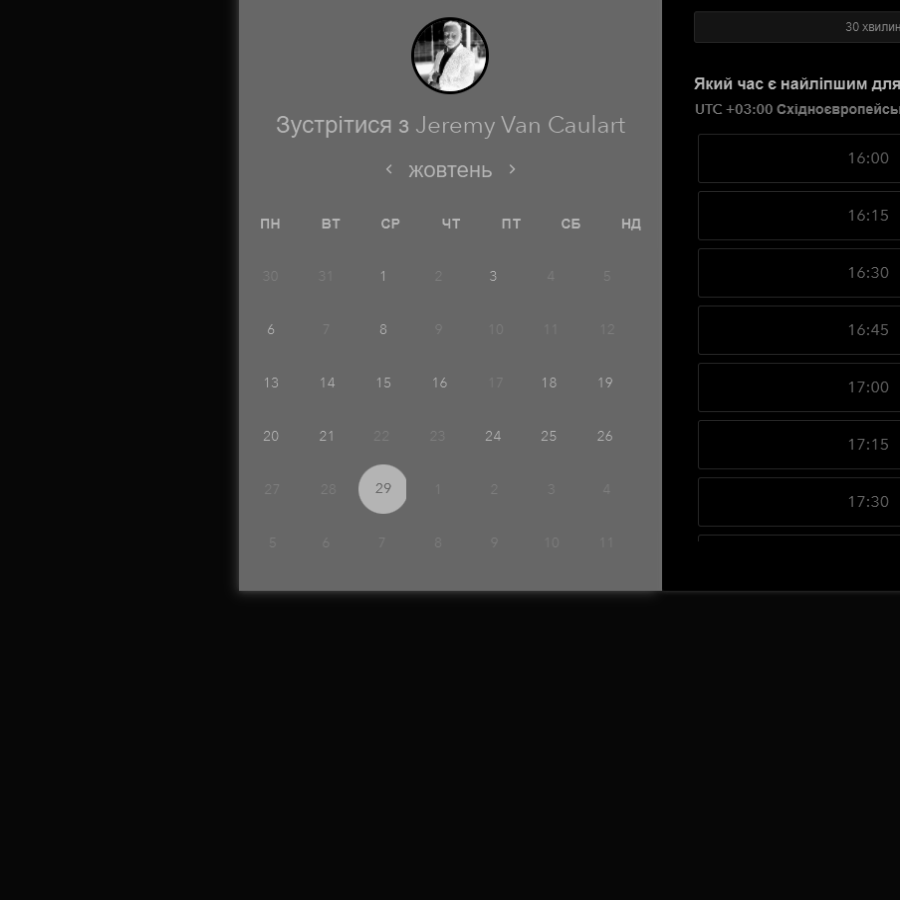 Зустрітися з Jeremy Van Caulart
жовтень
ПН ВТ СР ЧТ ПТ СБ НД
30 31 1 2 3 4 5
6 7 8 9 10 11 12
13 14 15 16 17 18 19
20 21 22 23 24 25 26
27 28 29 1 2 3 4
5 6 7 8 9 10 11
30 хвилин
Який час є найліпшим для
UTC +03:00 Східноєвропейсь
16:00
16:15
16:30
16:45
17:00
17:15
17:30